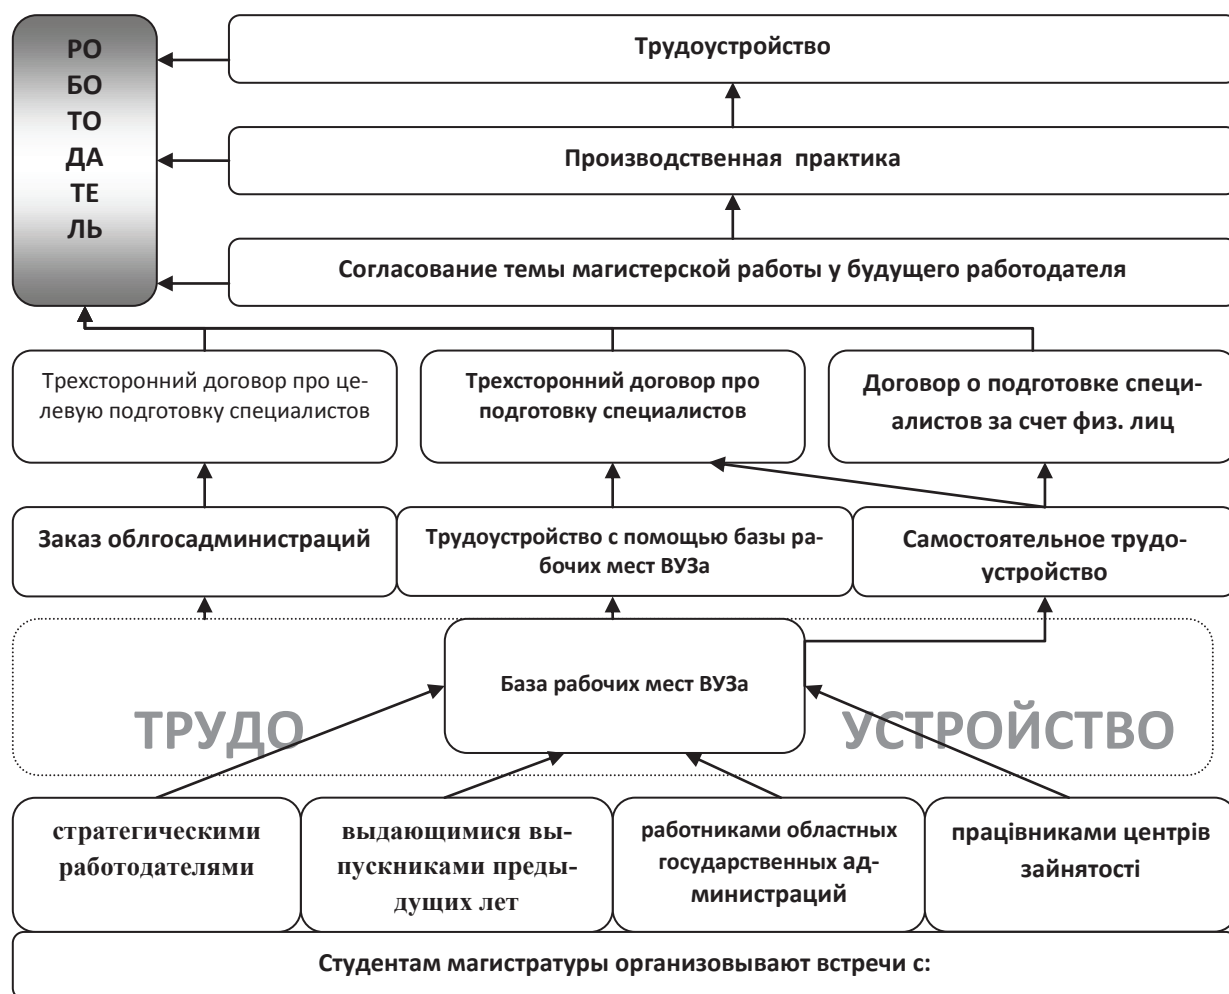 РО
БО
ТО
ДА
ТЕ
ЛЬ
Трудоустройство
Производственная практика
Согласование темы магистерской работы у будущего работодателя
Трехсторонний договор про це-
левую подготовку специалистов
Трехсторонний договор про
подготовку специалистов
Договор о подготовке специ-
алистов за счет физ. лиц
Заказ облгосадминистраций
Трудоустройство с помощью базы ра-
бочих мест ВУЗа
Самостоятельное трудо-
устройство
База рабочих мест ВУЗа
ТРУДО
УСТРОЙСТВО
стратегическими
работодателями
выдающимися вы-
пускниками преды-
дущих лет
работниками областных
государственных ад-
министраций
працівниками центрів
зайнятості
Студентам магистратуры организовывают встречи с: